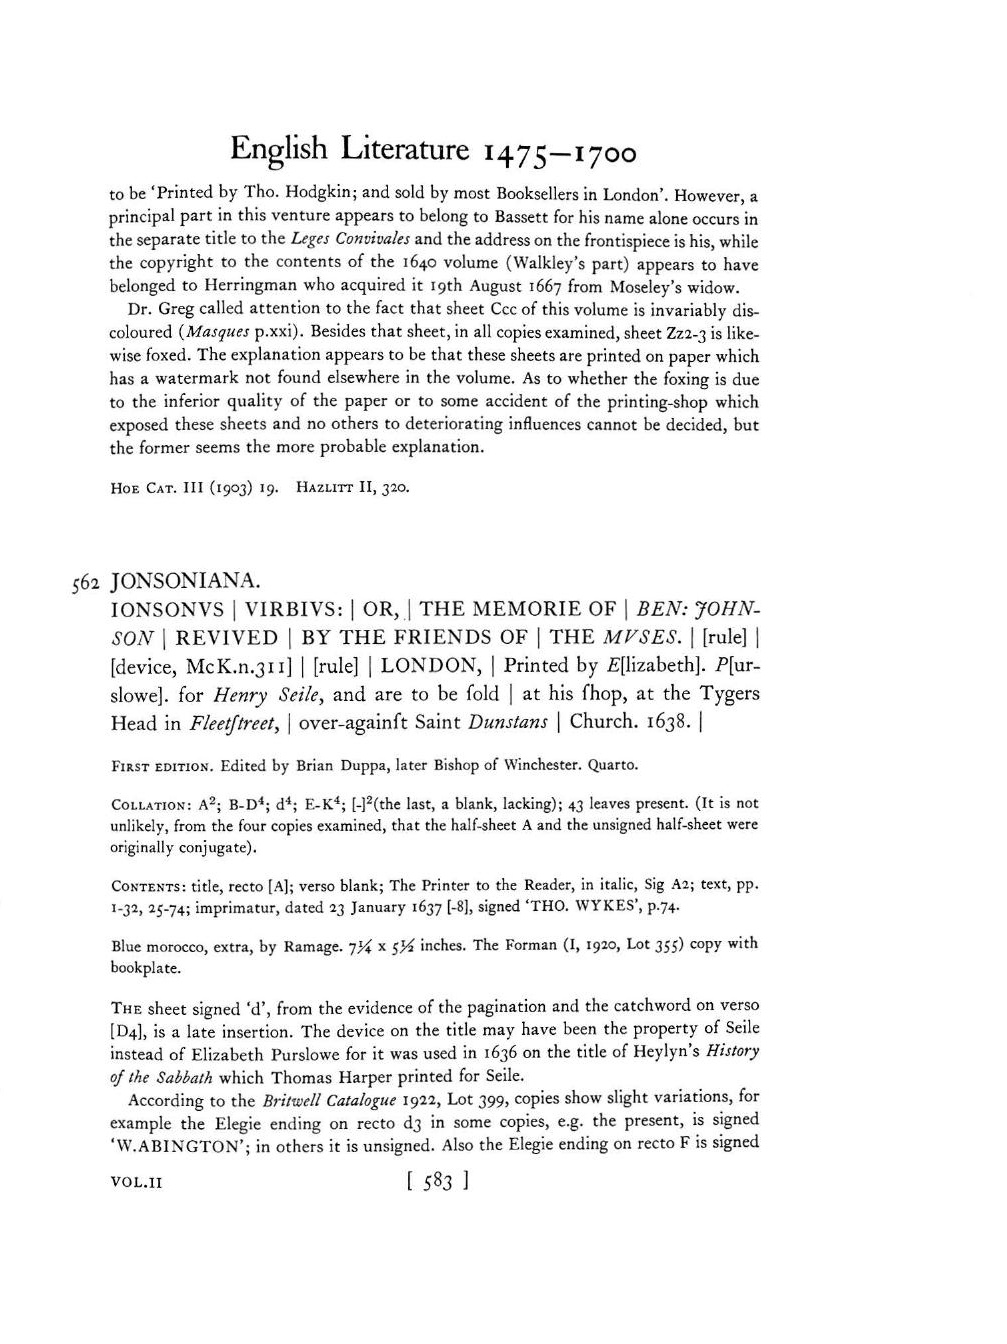 English Literature 1475—1700
to be ‘Printed by Tho. Hodgkin; and sold by most Booksellers in London’. However, a
principal part in this venture appears to belong to Bassett for his name alone occurs in
the separate title to the Leges Convivales and the address on the frontispiece is his, while
the copyright to the contents of the 1640 volume (Walkley’s part) appears to have
belonged to Herringman who acquired it 19th August 1667 from Moseley’s widow.
Dr. Greg called attention to the fact that sheet Ccc of this volume is invariably dis-
coloured (Masques p.xxi). Besides that sheet, in all copies examined, sheet Zz2-3 is like-
wise foxed. The explanation appears to be that these sheets are printed on paper which
has a watermark not found elsewhere in the volume. As to whether the foxing is due
to the inferior quality of the paper or to some accident of the printing-shop which
exposed these sheets and no others to deteriorating influences cannot be decided, but
the former seems the more probable explanation.
Hoe Cat. III (1903) 19. Hazlitt II, 320.
562 JONSONIANA.
IONSONVS | VIRBIVS: | OR, | THE MEMORIE OF | BEN: JOHN-
SON | REVIVED | BY THE FRIENDS OF | THE MVSES. | [rule] |
[device, McK.n.311] | [rule] | LONDON, | Printed by E[lizabeth]. P[ur-
slowe]. for Henry Seile, and are to be ſold | at his ſhop, at the Tygers
Head in Fleetſtreet, | over-againſt Saint Dunstans | Church. 1638. |
First edition. Edited by Brian Duppa, later Bishop of Winchester. Quarto.
Collation: A²; B-D⁴; d⁴; E-K⁴; [-]²(the last, a blank, lacking); 43 leaves present. (It is not
unlikely, from the four copies examined, that the half-sheet A and the unsigned half-sheet were
originally conjugate).
Contents: title, recto [A]; verso blank; The Printer to the Reader, in italic, Sig A2; text, pp.
1-32, 25-74; imprimatur, dated 23 January 1637 [-8], signed ‘THO. WYKES’, p.74.
Blue morocco, extra, by Ramage. 7¼ x 5½ inches. The Forman (I, 1920, Lot 355) copy with
bookplate.
The sheet signed ‘d’, from the evidence of the pagination and the catchword on verso
[D4], is a late insertion. The device on the title may have been the property of Seile
instead of Elizabeth Purslowe for it was used in 1636 on the title of Heylyn’s History
of the Sabbath which Thomas Harper printed for Seile.
According to the Britwell Catalogue 1922, Lot 399, copies show slight variations, for
example the Elegie ending on recto d3 in some copies, e.g. the present, is signed
‘W.ABINGTON’; in others it is unsigned. Also the Elegie ending on recto F is signed
VOL.II [ 583 ]